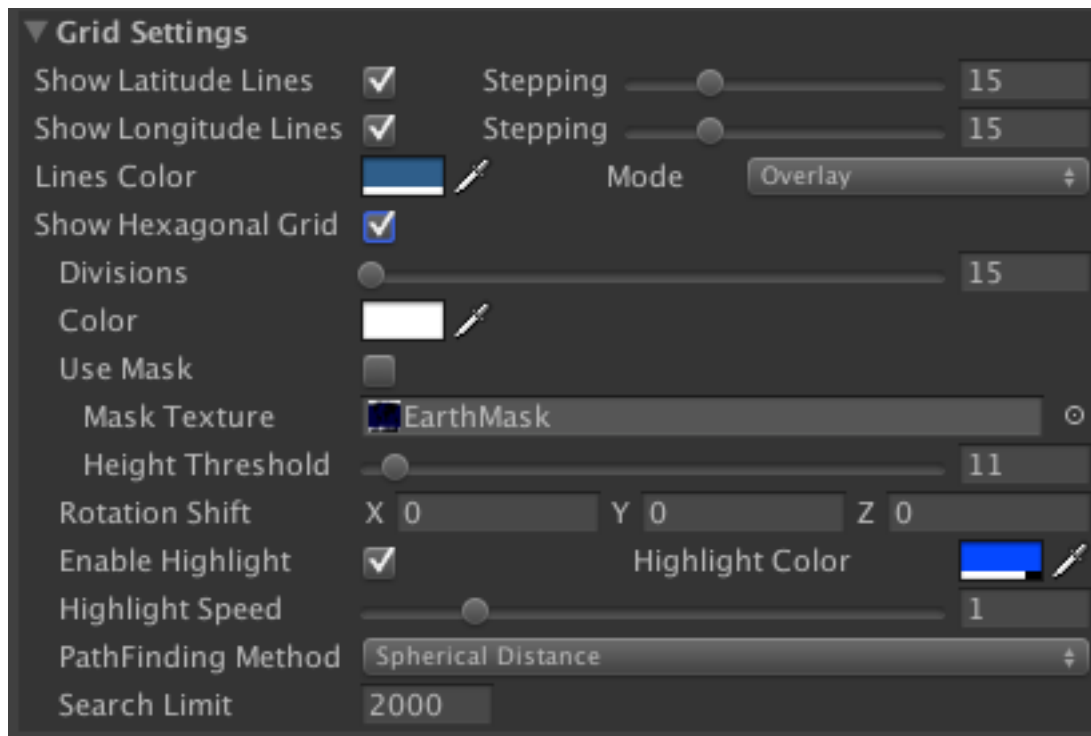 Grid Settings
Show Latitude Lines Stepping 15
Show Longitude Lines Stepping 15
Lines Color Mode Overlay
Show Hexagonal Grid
Divisions 15
Color
Use Mask
Mask Texture EarthMask
Height Threshold 11
Rotation Shift X 0 Y 0 Z 0
Enable Highlight Highlight Color
Highlight Speed 1
PathFinding Method Spherical Distance
Search Limit 2000